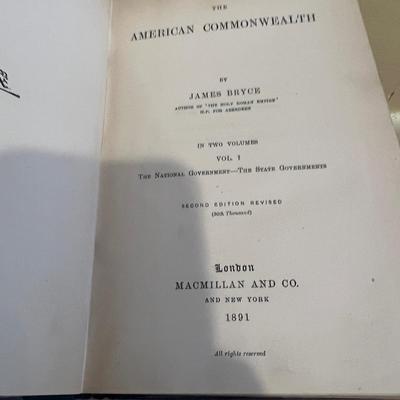 THE
AMERICAN COMMONWEALTH
BY
JAMES BRYCE
AUTHOR OF "THE HOLY ROMAN EMPIRE"
M.P. FOR ABERDEEN
IN TWO VOLUMES
VOL. I
THE NATIONAL GOVERNMENT—THE STATE GOVERNMENTS
SECOND EDITION REVISED
London
MACMILLAN AND CO.
AND NEW YORK
1891
All rights reserved